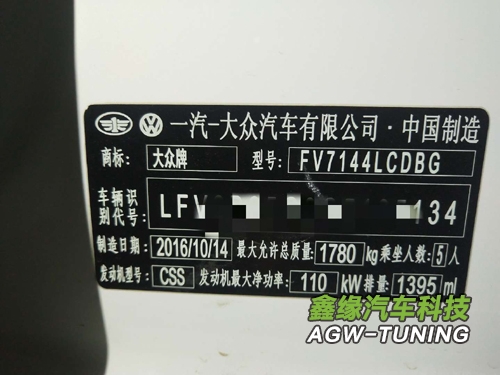 一汽-大众汽车有限公司·中国制造
商标: 大众牌 型号: FV7144LCDBG
车辆识别代号: LFV 134
制造日期: 2016/10/14 最大允许总质量: 1780 kg 乘坐人数: 5 人
发动机型号: CSS 发动机最大净功率: 110 kW 排量: 1395 ml
鑫缘汽车科技
AGW-TUNING